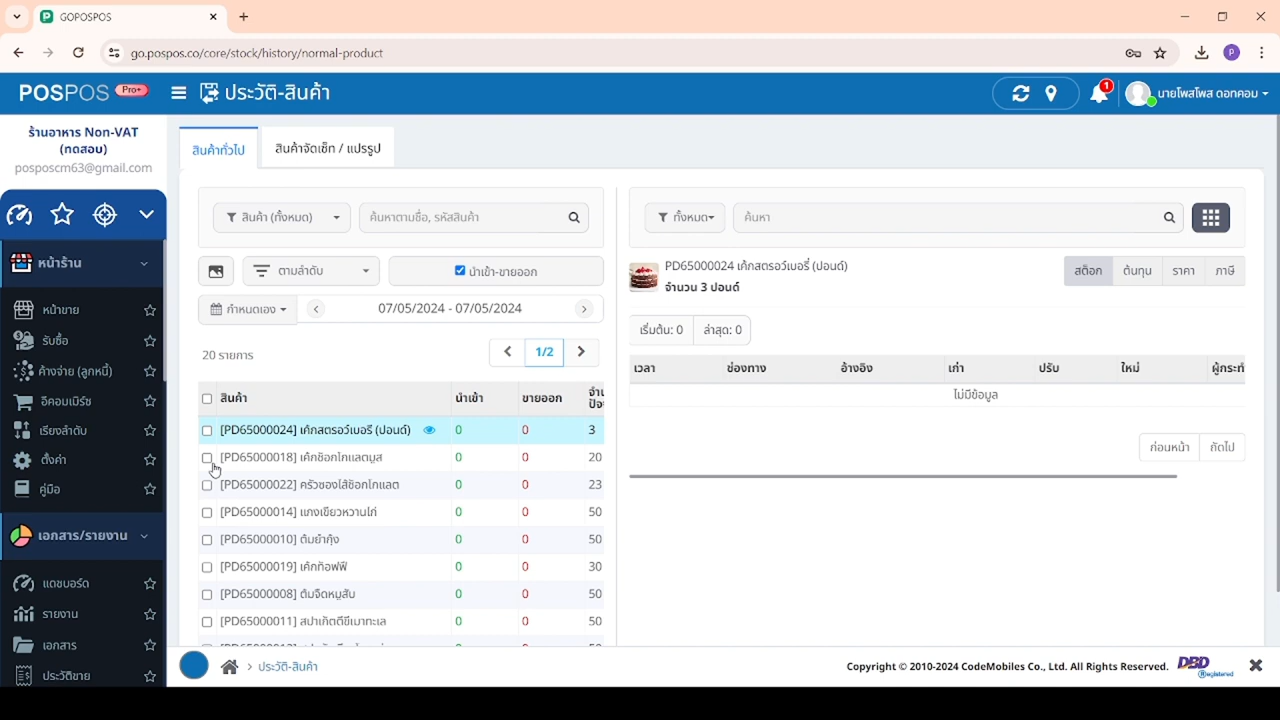 GOPOSPOS
go.pospos.co/core/stock/history/normal-product
P
POSPOS Pro+
ประวัติ-สินค้า
1
นายโพสโพส ดอทคอม
ร้านอาหาร Non-VAT
(ทดสอบ)
posposcm63@gmail.com
หน้าร้าน
หน้าขาย
รับซื้อ
ค้างจ่าย (ลูกหนี้)
อีคอมเมิร์ซ
เรียงลำดับ
ตั้งค่า
คู่มือ
เอกสาร/รายงาน
แดชบอร์ด
รายงาน
เอกสาร
ประวัติขาย
สินค้าทั่วไป
สินค้าจัดเซ็ท / แปรรูป
สินค้า (ทั้งหมด)
ค้นหาตามชื่อ, รหัสสินค้า
ตามลำดับ
นำเข้า-ขายออก
กำหนดเอง
07/05/2024 - 07/05/2024
20 รายการ
1/2
สินค้า นำเข้า ขายออก
[PD65000024] เค้กสตรอว์เบอรี่ (ปอนด์) 0 0 3
[PD65000018] เค้กช็อกโกแลตมูส 0 0 20
[PD65000022] ครัวซองไส้ช็อกโกแลต 0 0 23
[PD65000014] แกงเขียวหวานไก่ 0 0 50
[PD65000010] ต้มยำกุ้ง 0 0 50
[PD65000019] เค้กท๊อฟฟี่ 0 0 30
[PD65000008] ต้มจืดหมูสับ 0 0 50
[PD65000011] สปาเก็ตตี้ขี้เมาทะเล 0 0 50
ทั้งหมด
ค้นหา
PD65000024 เค้กสตรอว์เบอรี่ (ปอนด์)
จำนวน 3 ปอนด์
สต็อก ต้นทุน ราคา ภาษี
เริ่มต้น: 0 ล่าสุด: 0
เวลา ช่องทาง อ้างอิง เก่า ปรับ ใหม่ ผู้กระทำ
ไม่มีข้อมูล
ก่อนหน้า ถัดไป
ประวัติ-สินค้า
Copyright © 2010-2024 CodeMobiles Co., Ltd. All Rights Reserved.
DBD
Registered